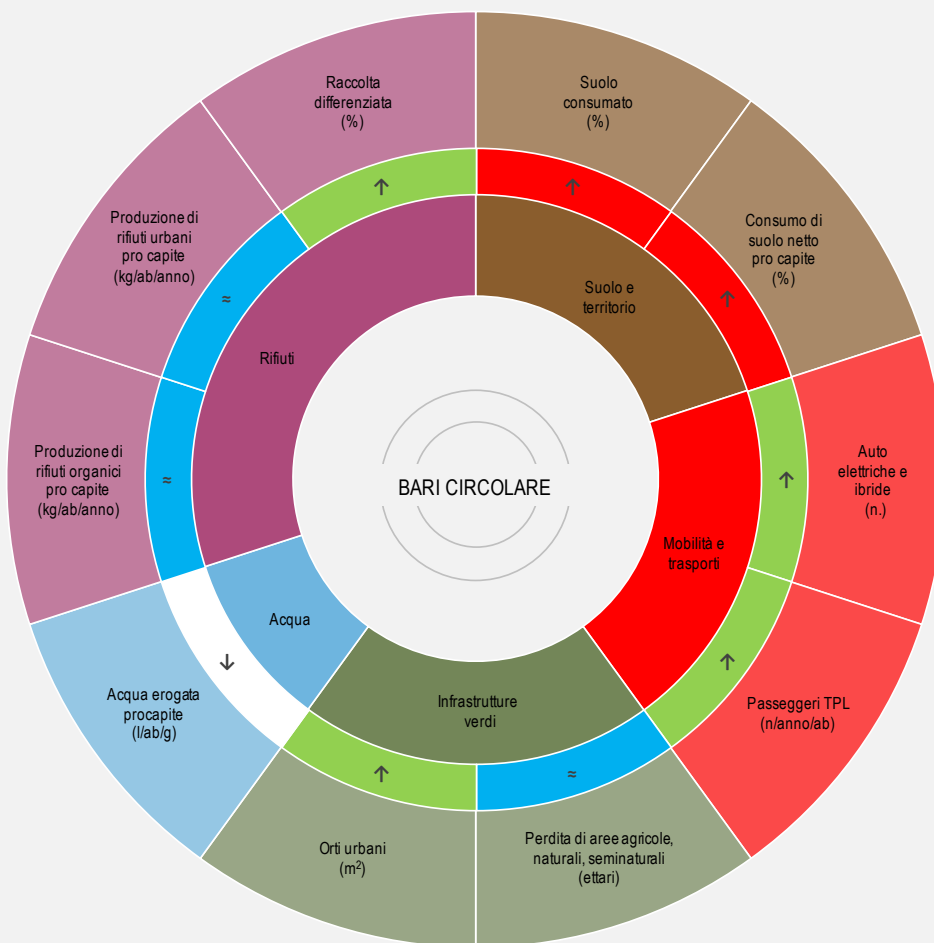 Raccolta
differenziata
(%)
↑
Suolo
consumato
(%)
↑
Produzione di
rifiuti urbani
pro capite
(kg/ab/anno)
≈
Consumo di
suolo netto
pro capite
(%)
↑
Suolo e
territorio
Rifiuti
Produzione di
rifiuti organici
pro capite
(kg/ab/anno)
≈
BARI CIRCOLARE
Auto
elettriche e
ibride
(n.)
↑
Mobilità e
trasporti
Acqua
Acqua erogata
procapite
(l/ab/g)
↓
Infrastrutture
verdi
Passeggeri TPL
(n/anno/ab)
↑
Orti urbani
(m²)
↑
Perdita di aree agricole,
naturali, seminaturali
(ettari)
≈